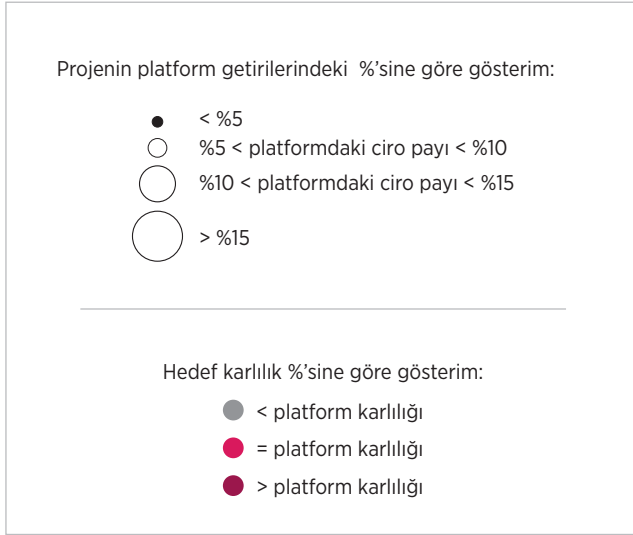 Projenin platform getirilerindeki %'sine göre gösterim:
< %5
%5 < platformdaki ciro payı < %10
%10 < platformdaki ciro payı < %15
> %15
Hedef karlılık %'sine göre gösterim:
< platform karlılığı
= platform karlılığı
> platform karlılığı